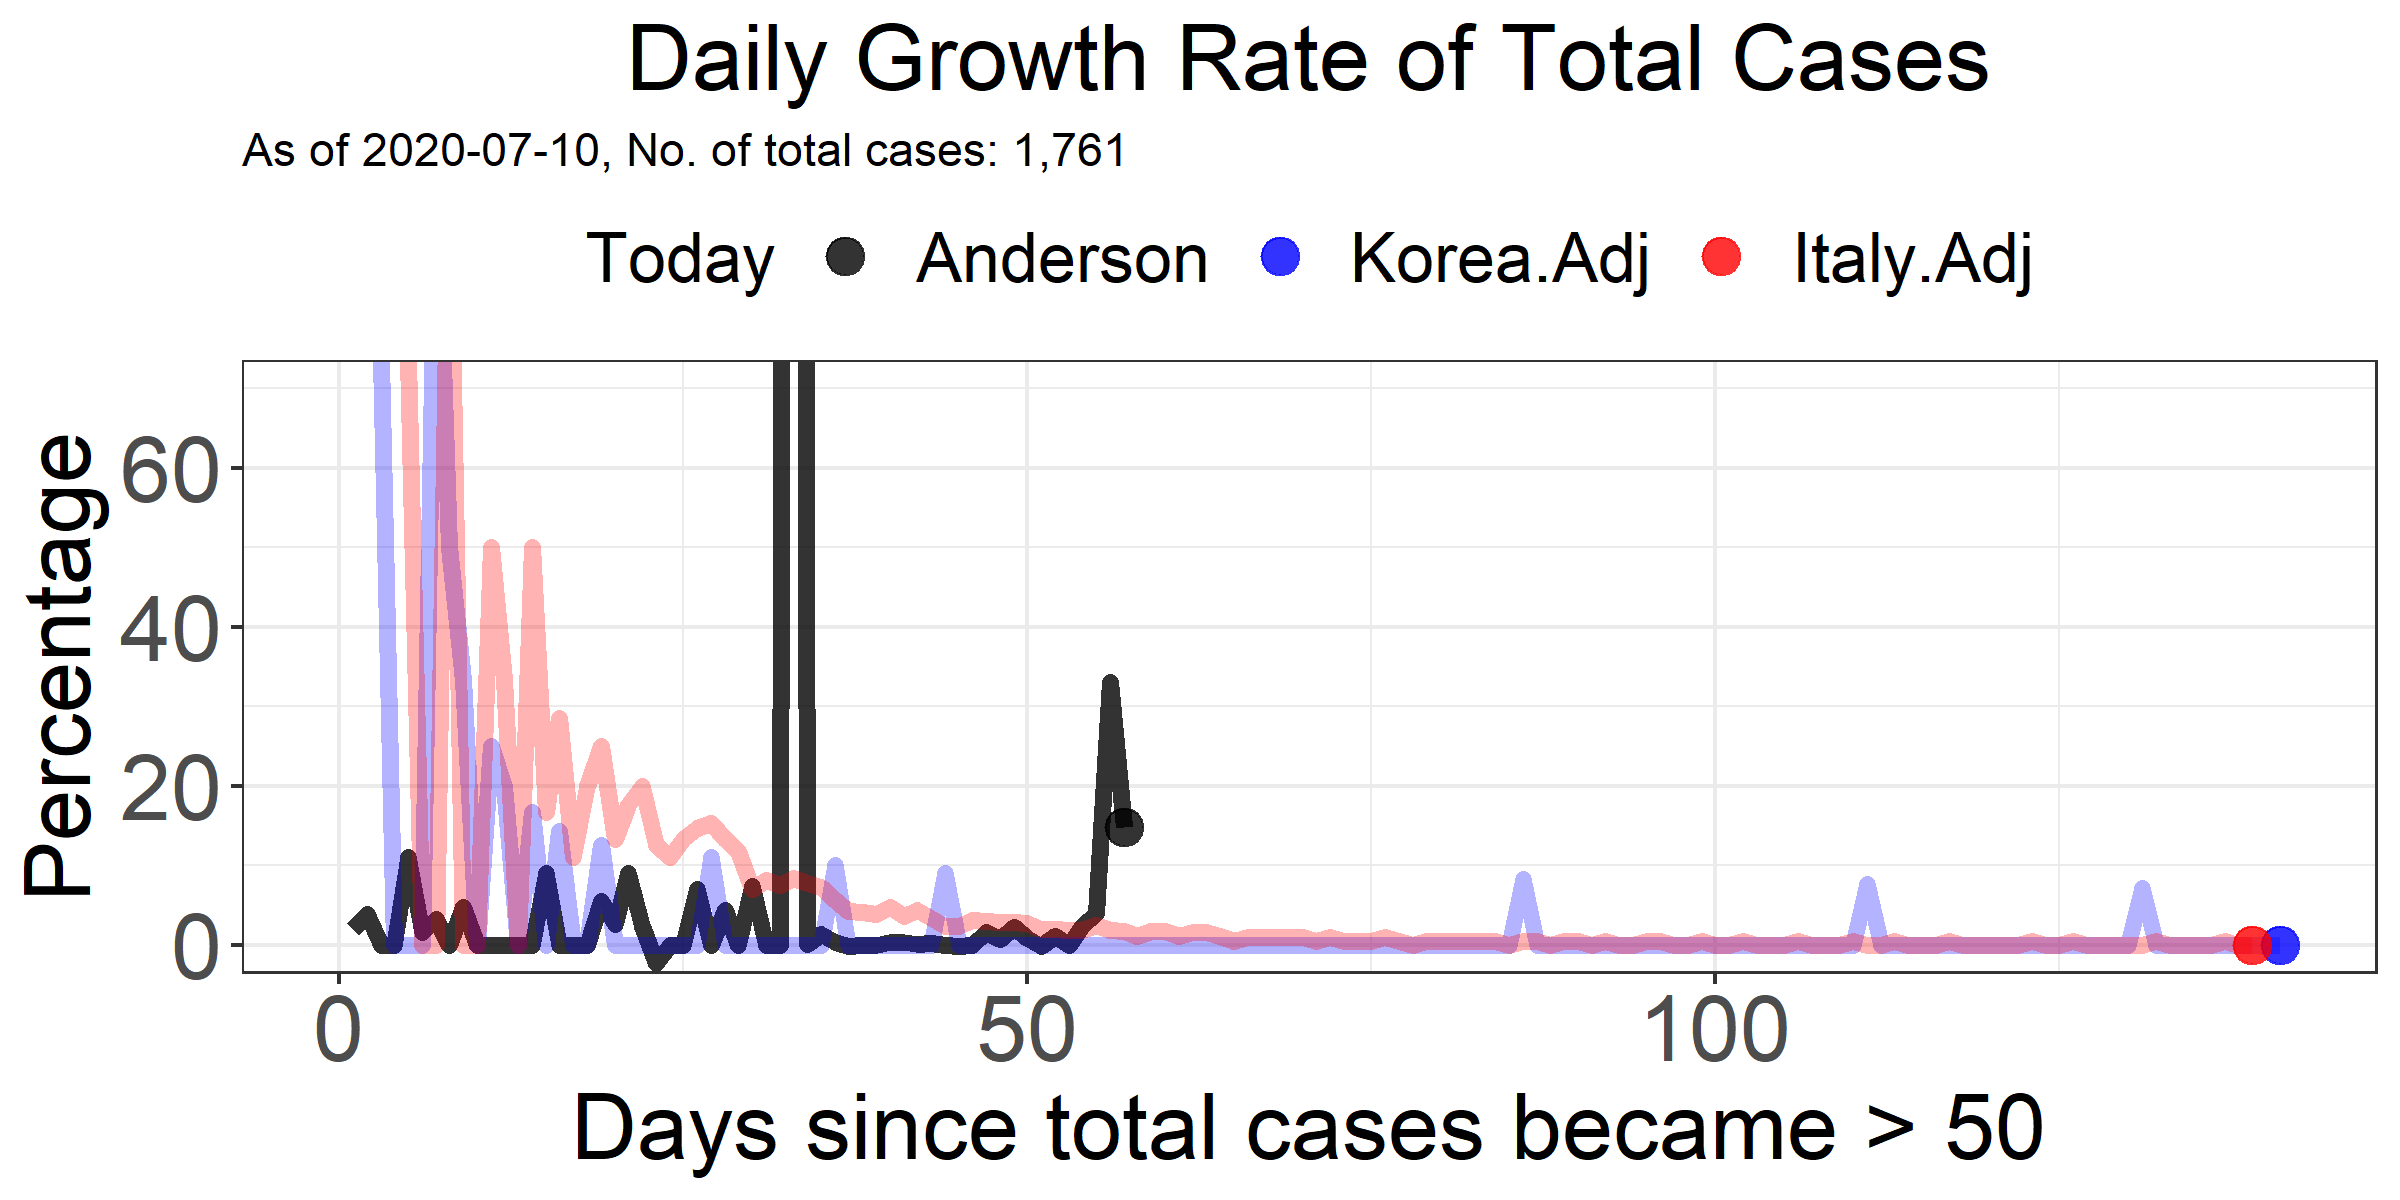 Daily Growth Rate of Total Cases
As of 2020-07-10, No. of total cases: 1,761
Today Anderson Korea.Adj Italy.Adj
Percentage
60
40
20
0
0 50 100
Days since total cases became > 50